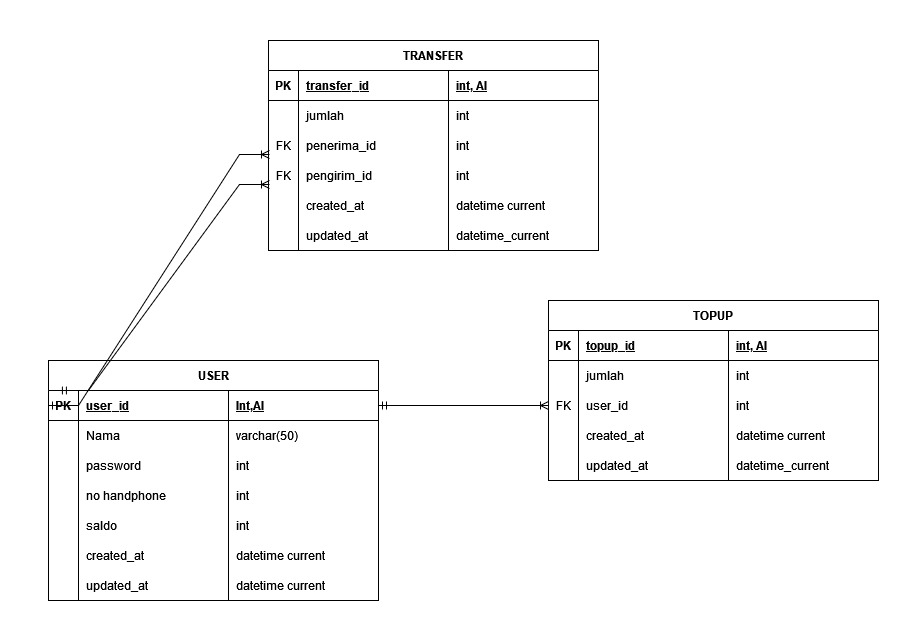 TRANSFER
PK transfer_id int, AI
jumlah int
FK penerima_id int
FK pengirim_id int
created_at datetime current
updated_at datetime_current
TOPUP
PK topup_id int, AI
jumlah int
FK user_id int
created_at datetime current
updated_at datetime_current
USER
PK user_id Int,AI
Nama varchar(50)
password int
no handphone int
saldo int
created_at datetime current
updated_at datetime current